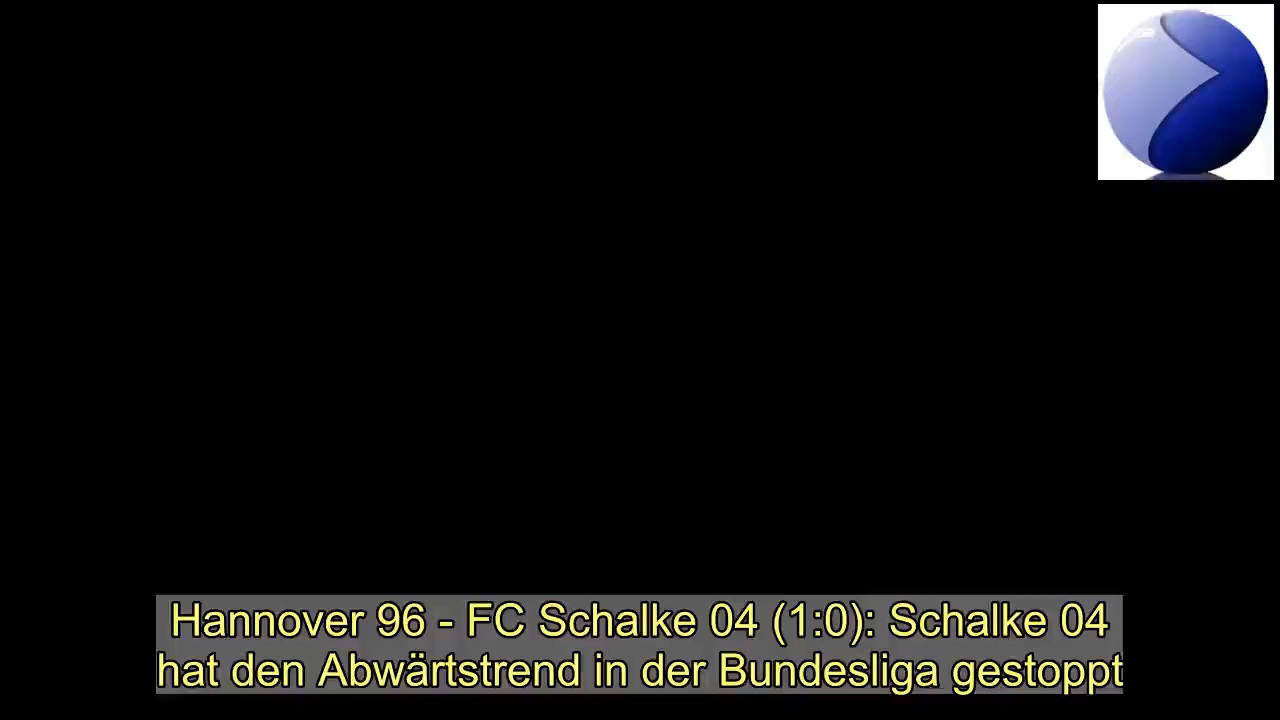 Hannover 96 - FC Schalke 04 (1:0): Schalke 04
hat den Abwärtstrend in der Bundesliga gestoppt